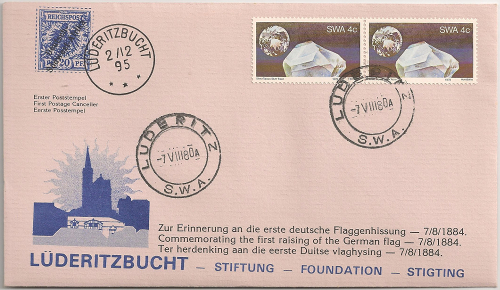 REICHSPOST
20 PF 20
LÜDERITZBUCHT
2/12
95
Erster Poststempel
First Postage Canceller
Eerste Posstempel
SWA 4c
SWA 4c
LÜDERITZ
-7 VIII 80A
S.W.A.
LÜDERITZ
-7 VIII 80A
S.W.A.
Zur Erinnerung an die erste deutsche Flaggenhissung — 7/8/1884.
Commemorating the first raising of the German flag — 7/8/1884.
Ter herdenking aan die eerste Duitse vlaghysing — 7/8/1884.
LÜDERITZBUCHT — STIFTUNG — FOUNDATION — STIGTING